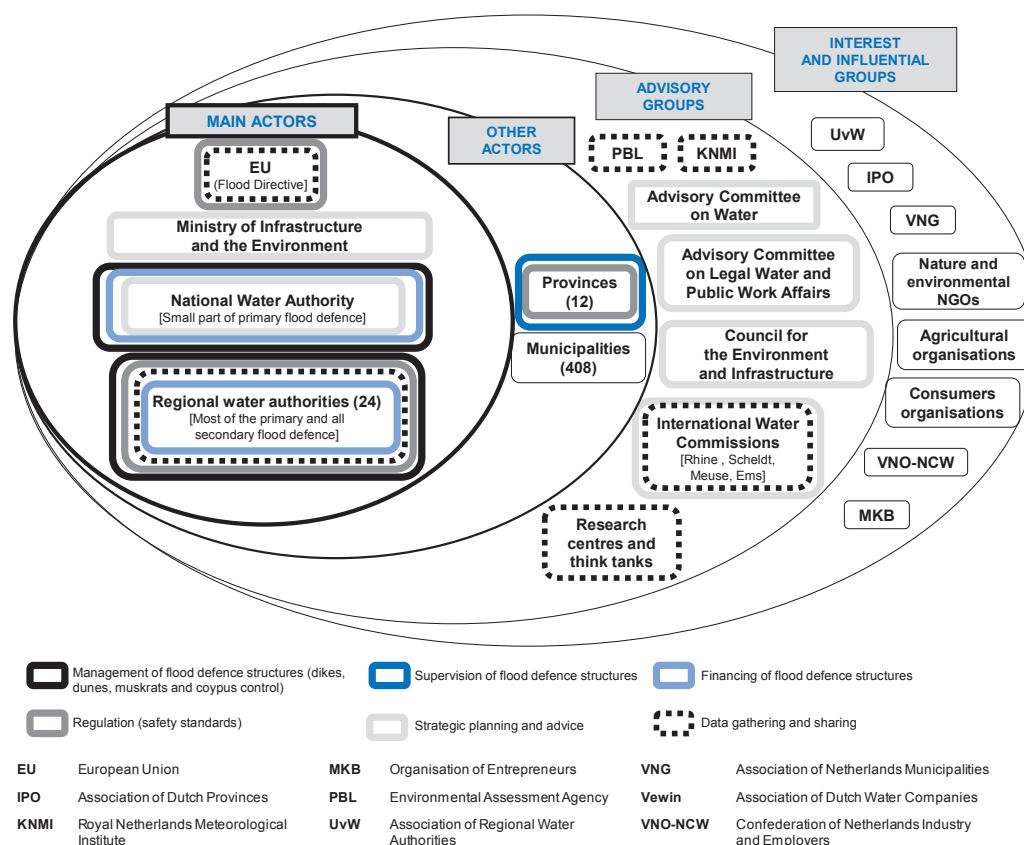 INTEREST
AND INFLUENTIAL
GROUPS
ADVISORY
GROUPS
OTHER
ACTORS
MAIN ACTORS
EU
(Flood Directive]
Ministry of Infrastructure
and the Environment
National Water Authority
[Small part of primary flood defence]
Regional water authorities (24)
[Most of the primary and all
secondary flood defence]
Provinces
(12)
Municipalities
(408)
PBL
KNMI
Advisory Committee
on Water
Advisory Committee
on Legal Water and
Public Work Affairs
Council for
the Environment
and Infrastructure
International Water
Commissions
[Rhine , Scheldt,
Meuse, Ems]
Research
centres and
think tanks
UvW
IPO
VNG
Nature and
environmental
NGOs
Agricultural
organisations
Consumers
organisations
VNO-NCW
MKB
Management of flood defence structures (dikes,
dunes, muskrats and coypus control)
Supervision of flood defence structures
Financing of flood defence structures
Regulation (safety standards)
Strategic planning and advice
Data gathering and sharing
EU European Union
MKB Organisation of Entrepreneurs
VNG Association of Netherlands Municipalities
IPO Association of Dutch Provinces
PBL Environmental Assessment Agency
Vewin Association of Dutch Water Companies
KNMI Royal Netherlands Meteorological
Institute
UvW Association of Regional Water
Authorities
VNO-NCW Confederation of Netherlands Industry
and Employers